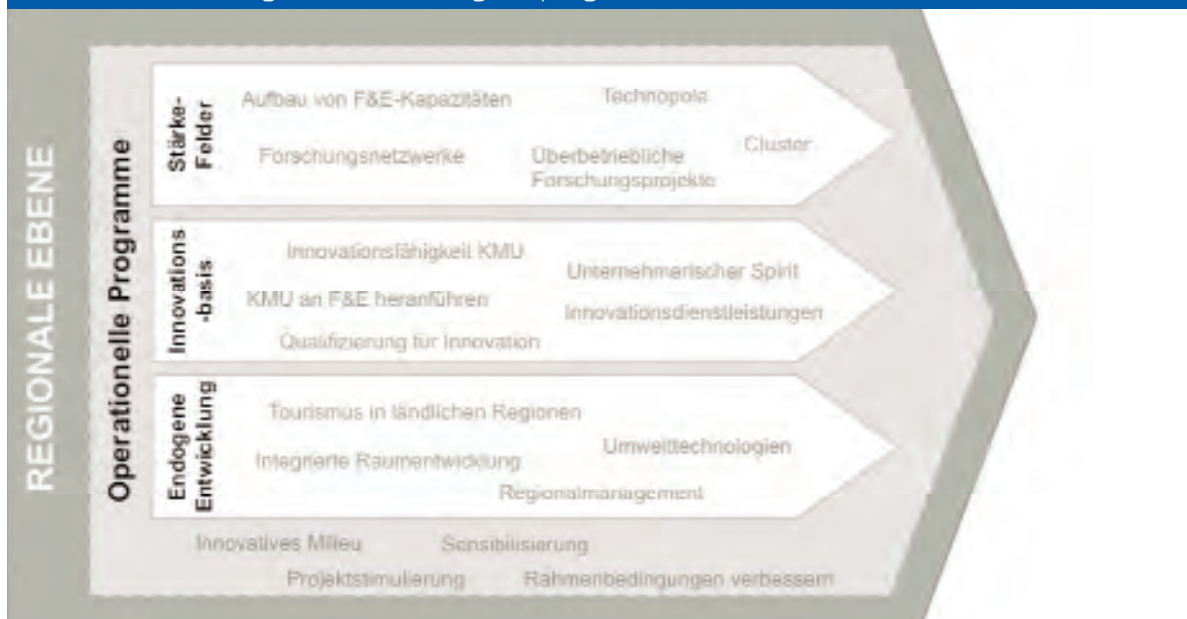 REGIONALE EBENE
Operationelle Programme
Stärke-
Felder
Aufbau von F&E-Kapazitäten
Technopole
Cluster
Forschungsnetzwerke
Überbetriebliche
Forschungsprojekte
Innovations
-basis
Innovationsfähigkeit KMU
Unternehmerischer Spirit
KMU an F&E heranführen
Innovationsdienstleistungen
Qualifizierung für Innovation
Endogene
Entwicklung
Tourismus in ländlichen Regionen
Umwelttechnologien
Integrierte Raumentwicklung
Regionalmanagement
Innovatives Milieu
Sensibilisierung
Projektstimulierung
Rahmenbedingungen verbessern